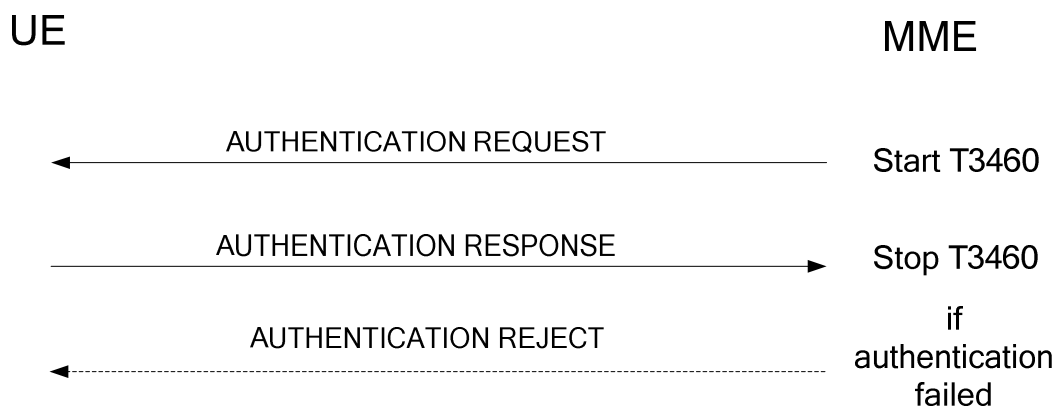 UE
MME
AUTHENTICATION REQUEST
Start T3460
AUTHENTICATION RESPONSE
Stop T3460
AUTHENTICATION REJECT
if
authentication
failed